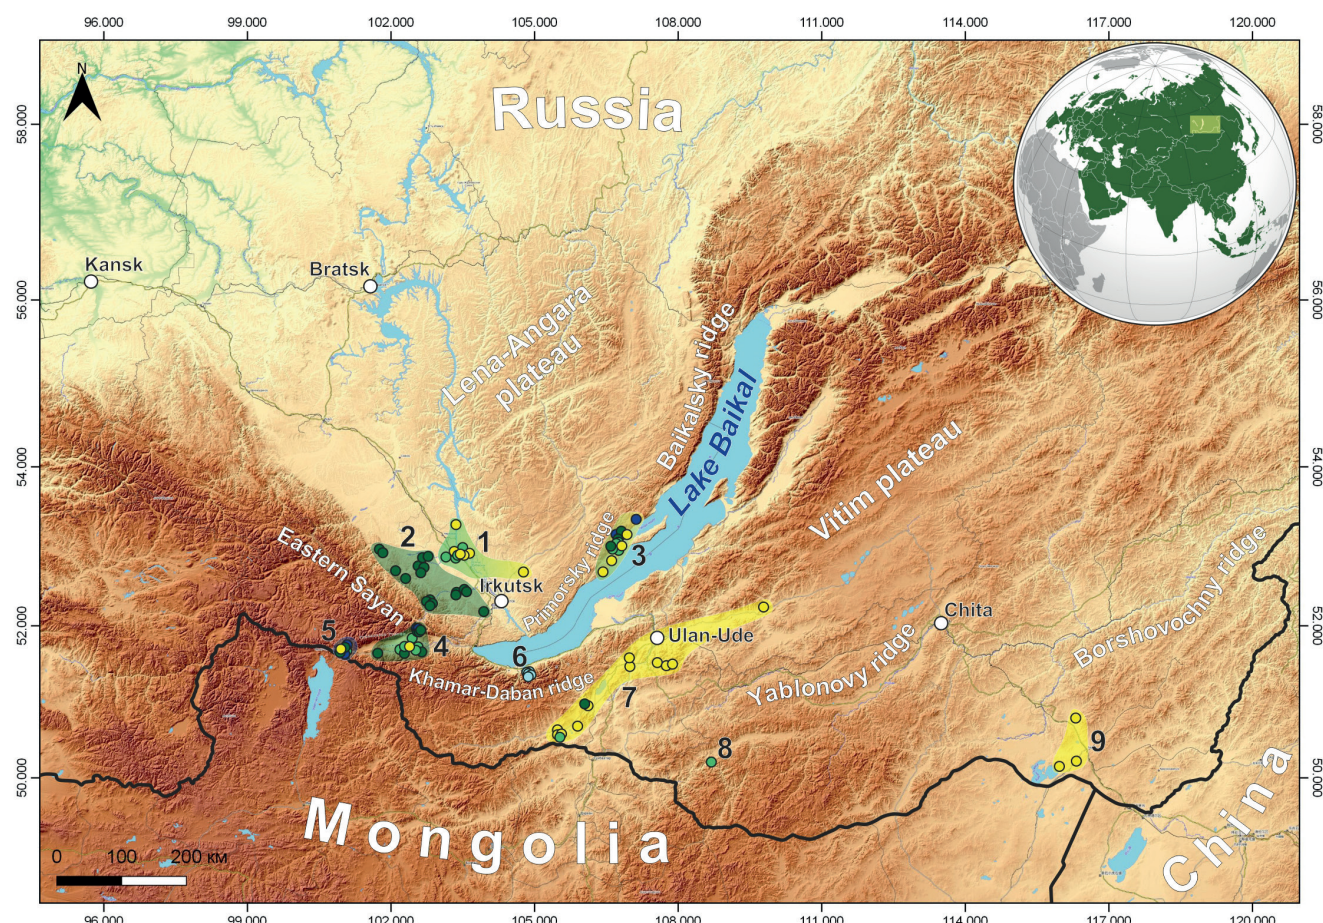 96.000 99.000 102.000 105.000 108.000 111.000 114.000 117.000 120.000
N
Russia
58.000
58.000
Kansk
Bratsk
56.000
56.000
Lena-Angara
plateau
Baikalsky ridge
Lake Baikal
54.000
54.000
Vitim plateau
2
1
Eastern Sayan
Primorsky ridge
3
Irkutsk
Borshovochny ridge
52.000
52.000
Chita
Ulan-Ude
5
4
6
Khamar-Daban ridge
Yablonovy ridge
7
8
9
50.000
50.000
Mongolia
China
0 100 200 км
96.000 99.000 102.000 105.000 108.000 111.000 114.000 117.000 120.000